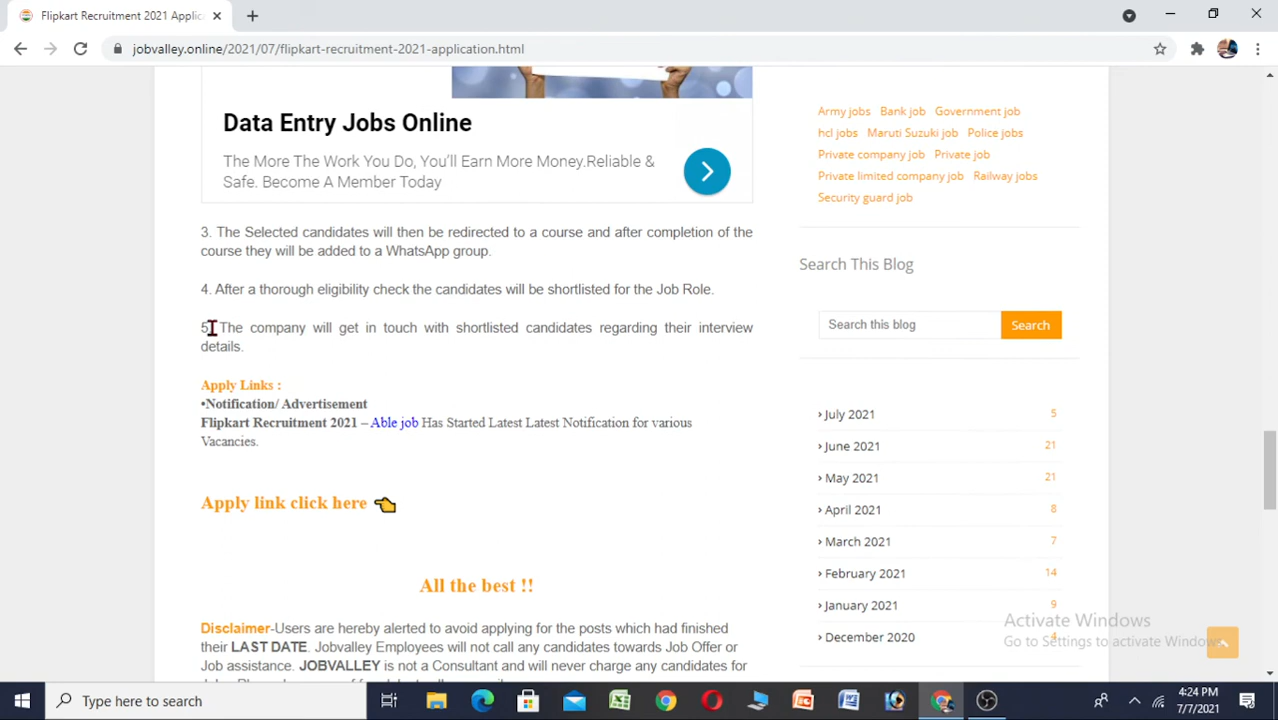 Flipkart Recruitment 2021 Applic
jobvalley.online/2021/07/flipkart-recruitment-2021-application.html
Data Entry Jobs Online
The More The Work You Do, You'll Earn More Money.Reliable &
Safe. Become A Member Today
3. The Selected candidates will then be redirected to a course and after completion of the
course they will be added to a WhatsApp group.
4. After a thorough eligibility check the candidates will be shortlisted for the Job Role.
5. The company will get in touch with shortlisted candidates regarding their interview
details.
Apply Links :
•Notification/ Advertisement
Flipkart Recruitment 2021 – Able job Has Started Latest Latest Notification for various
Vacancies.
Apply link click here
All the best !!
Disclaimer-Users are hereby alerted to avoid applying for the posts which had finished
their LAST DATE. Jobvalley Employees will not call any candidates towards Job Offer or
Job assistance. JOBVALLEY is not a Consultant and will never charge any candidates for
Army jobs Bank job Government job
hcl jobs Maruti Suzuki job Police jobs
Private company job Private job
Private limited company job Railway jobs
Security guard job
Search This Blog
Search this blog Search
July 2021 5
June 2021 21
May 2021 21
April 2021 8
March 2021 7
February 2021 14
January 2021 9
December 2020 4
Activate Windows
Go to Settings to activate Windows.
Type here to search
4:24 PM
7/7/2021